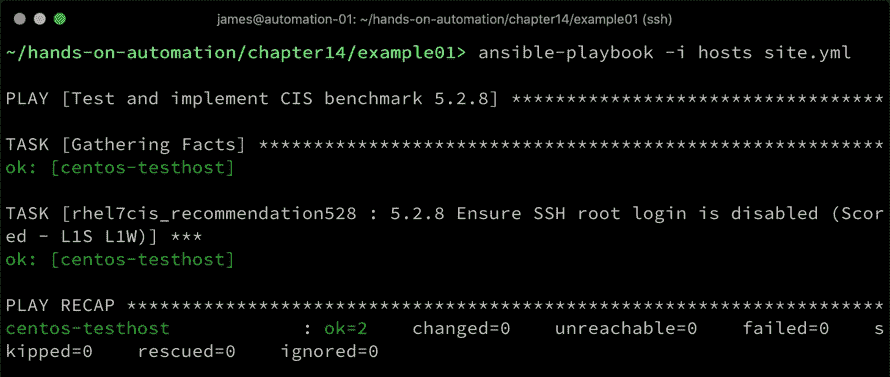 james@automation-01: ~/hands-on-automation/chapter14/example01 (ssh)
~/hands-on-automation/chapter14/example01> ansible-playbook -i hosts site.yml
PLAY [Test and implement CIS benchmark 5.2.8] ***********************************
TASK [Gathering Facts] **********************************************************
ok: [centos-testhost]
TASK [rhel7cis_recommendation528 : 5.2.8 Ensure SSH root login is disabled (Scor
ed - L1S L1W)] ***
ok: [centos-testhost]
PLAY RECAP **********************************************************************
centos-testhost            : ok=2    changed=0    unreachable=0    failed=0    s
kipped=0    rescued=0    ignored=0